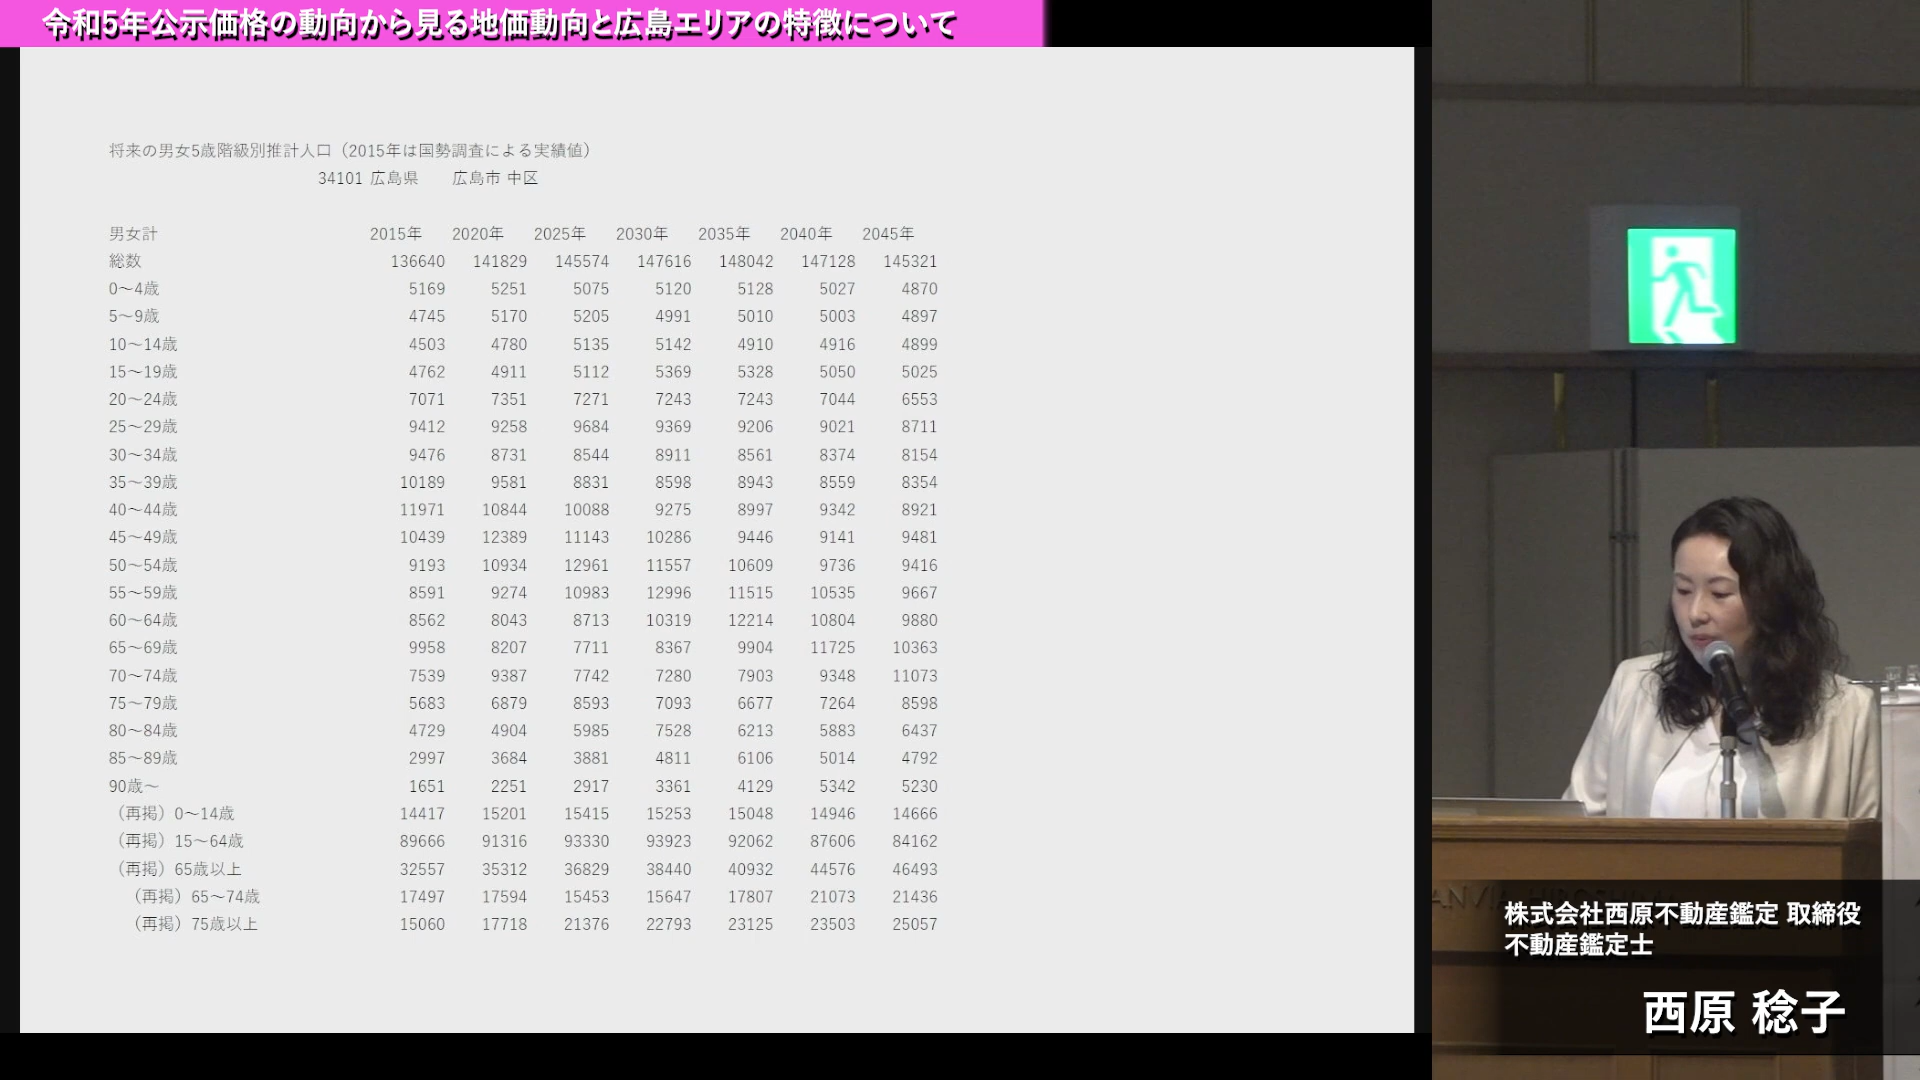 令和5年公示価格の動向から見る地価動向と広島エリアの特徴について
将来の男女5歳階級別推計人口（2015年は国勢調査による実績値）
34101 広島県 広島市 中区
男女計 2015年 2020年 2025年 2030年 2035年 2040年 2045年
総数 136640 141829 145574 147616 148042 147128 145321
0～4歳 5169 5251 5075 5120 5128 5027 4870
5～9歳 4745 5170 5205 4991 5010 5003 4897
10～14歳 4503 4780 5135 5142 4910 4916 4899
15～19歳 4762 4911 5112 5369 5328 5050 5025
20～24歳 7071 7351 7271 7243 7243 7044 6553
25～29歳 9412 9258 9684 9369 9206 9021 8711
30～34歳 9476 8731 8544 8911 8561 8374 8154
35～39歳 10189 9581 8831 8598 8943 8559 8354
40～44歳 11971 10844 10088 9275 8997 9342 8921
45～49歳 10439 12389 11143 10286 9446 9141 9481
50～54歳 9193 10934 12961 11557 10609 9736 9416
55～59歳 8591 9274 10983 12996 11515 10535 9667
60～64歳 8562 8043 8713 10319 12214 10804 9880
65～69歳 9958 8207 7711 8367 9904 11725 10363
70～74歳 7539 9387 7742 7280 7903 9348 11073
75～79歳 5683 6879 8593 7093 6677 7264 8598
80～84歳 4729 4904 5985 7528 6213 5883 6437
85～89歳 2997 3684 3881 4811 6106 5014 4792
90歳～ 1651 2251 2917 3361 4129 5342 5230
（再掲）0～14歳 14417 15201 15415 15253 15048 14946 14666
（再掲）15～64歳 89666 91316 93330 93923 92062 87606 84162
（再掲）65歳以上 32557 35312 36829 38440 40932 44576 46493
（再掲）65～74歳 17497 17594 15453 15647 17807 21073 21436
（再掲）75歳以上 15060 17718 21376 22793 23125 23503 25057
株式会社西原不動産鑑定 取締役
不動産鑑定士
西原 稔子